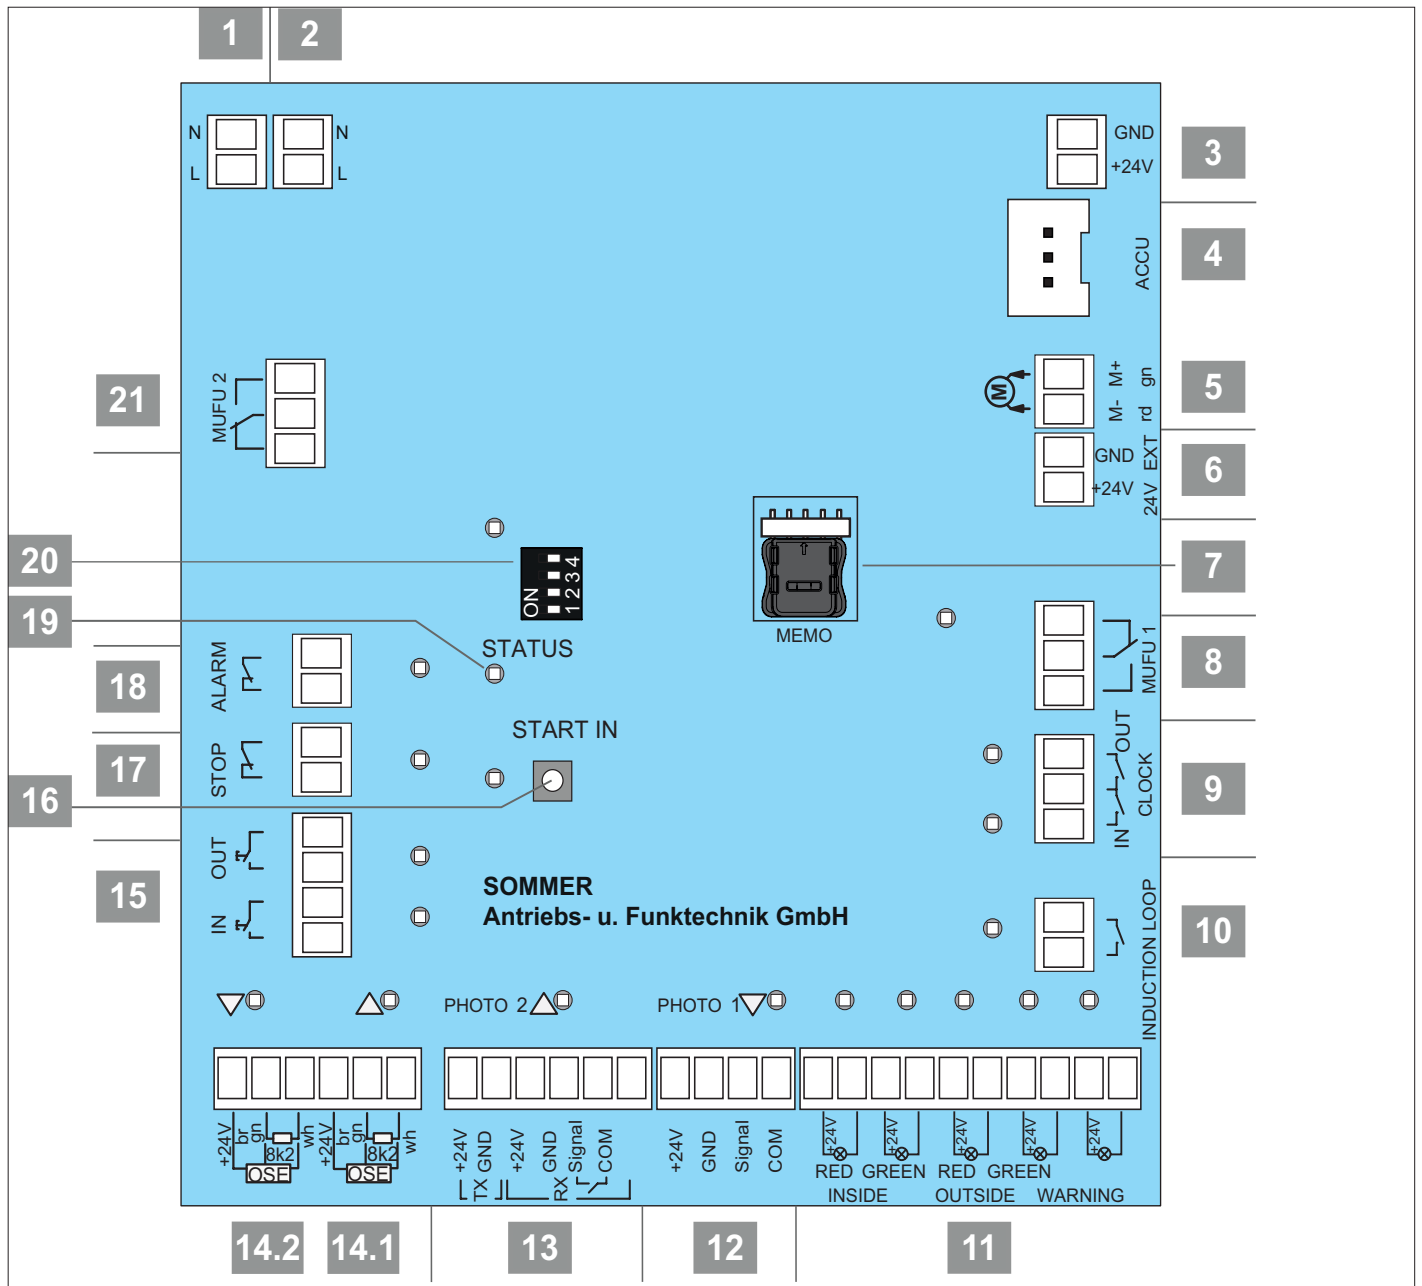 1 2
N N
L L
GND
+24V
3
ACCU
4
M+ gn
M- rd
M
5
GND
+24V
24V EXT
6
MUFU 2
21
20
ON
1 2 3 4
STATUS
19
MEMO
7
MUFU 1
8
ALARM
18
START IN
STOP
17
16
OUT
IN
CLOCK
9
OUT
IN
15
SOMMER
Antriebs- u. Funktechnik GmbH
INDUCTION LOOP
10
PHOTO 2
PHOTO 1
+24V br gn wh +24V br gn wh
8k2 8k2
OSE OSE
+24V GND +24V GND Signal COM
TX RX
+24V GND Signal COM
+24V +24V +24V +24V +24V
RED GREEN RED GREEN
INSIDE OUTSIDE WARNING
14.2 14.1 13 12 11